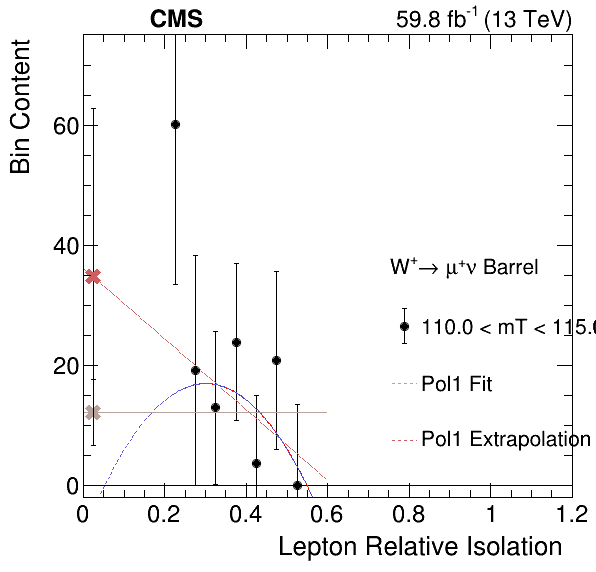 CMS 59.8 fb⁻¹ (13 TeV)
Bin Content
60
40
20
0
W⁺→ μ⁺ν Barrel
110.0 < mT < 115.
Pol1 Fit
Pol1 Extrapolation
0 0.2 0.4 0.6 0.8 1 1.2
Lepton Relative Isolation